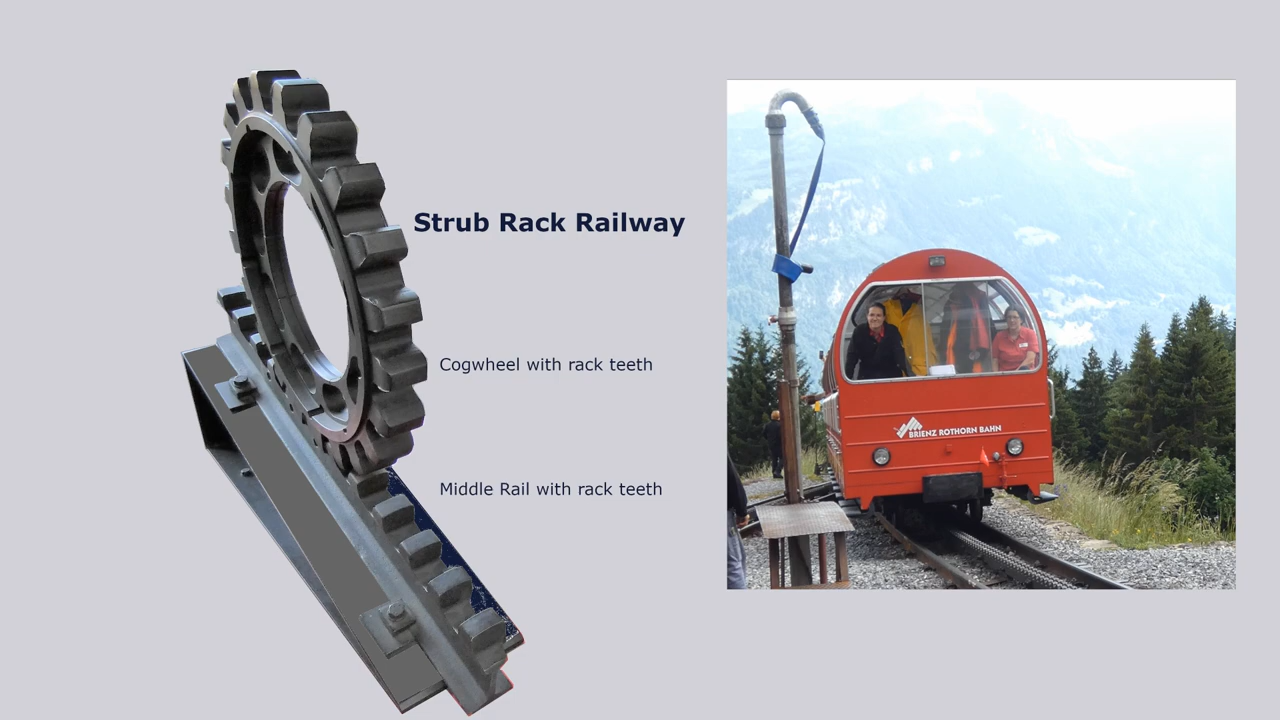 Strub Rack Railway
Cogwheel with rack teeth
Middle Rail with rack teeth
BRIENZ ROTHORN BAHN